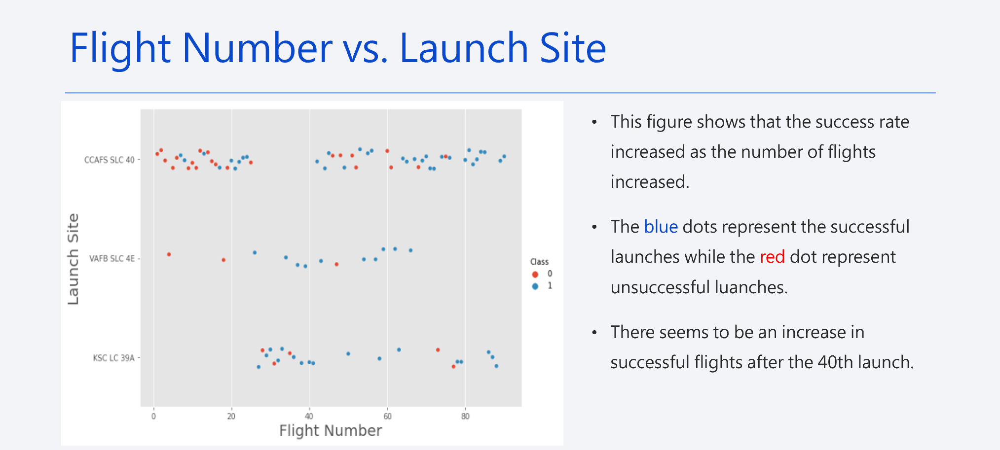 Flight Number vs. Launch Site
CCAFS SLC 40
VAFB SLC 4E
KSC LC 39A
Launch Site
0 20 40 60 80
Flight Number
Class
0
1
• This figure shows that the success rate
increased as the number of flights
increased.
• The blue dots represent the successful
launches while the red dot represent
unsuccessful luanches.
• There seems to be an increase in
successful flights after the 40th launch.